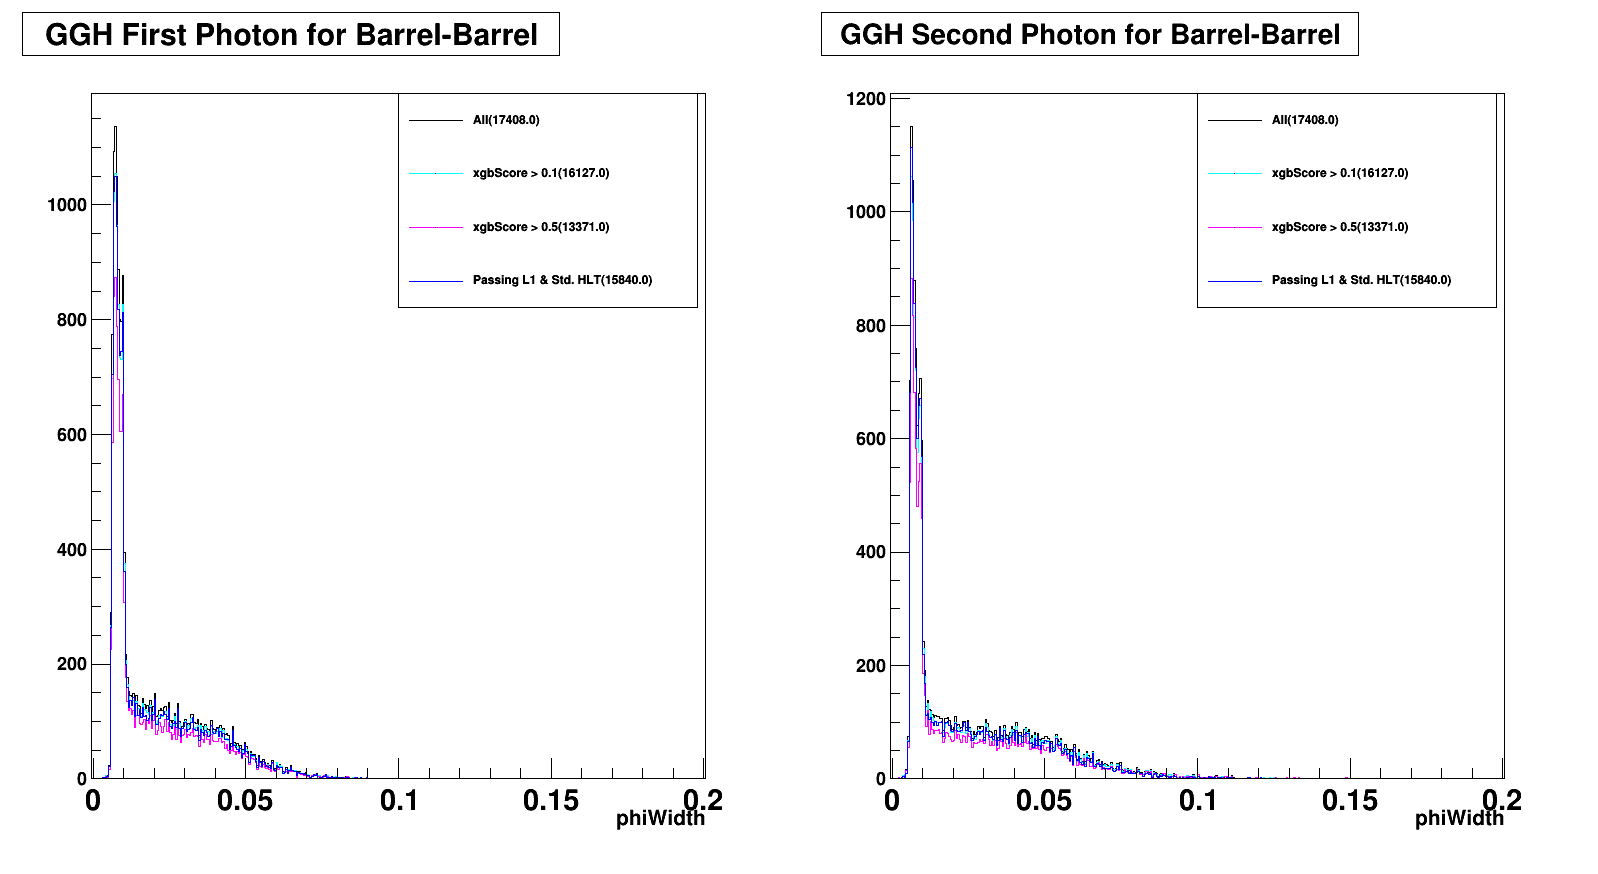 GGH First Photon for Barrel-Barrel
All(17408.0)
xgbScore > 0.1(16127.0)
xgbScore > 0.5(13371.0)
Passing L1 & Std. HLT(15840.0)
1000
800
600
400
200
0
0 0.05 0.1 0.15 0.2
phiWidth
GGH Second Photon for Barrel-Barrel
All(17408.0)
xgbScore > 0.1(16127.0)
xgbScore > 0.5(13371.0)
Passing L1 & Std. HLT(15840.0)
1200
1000
800
600
400
200
0
0 0.05 0.1 0.15 0.2
phiWidth